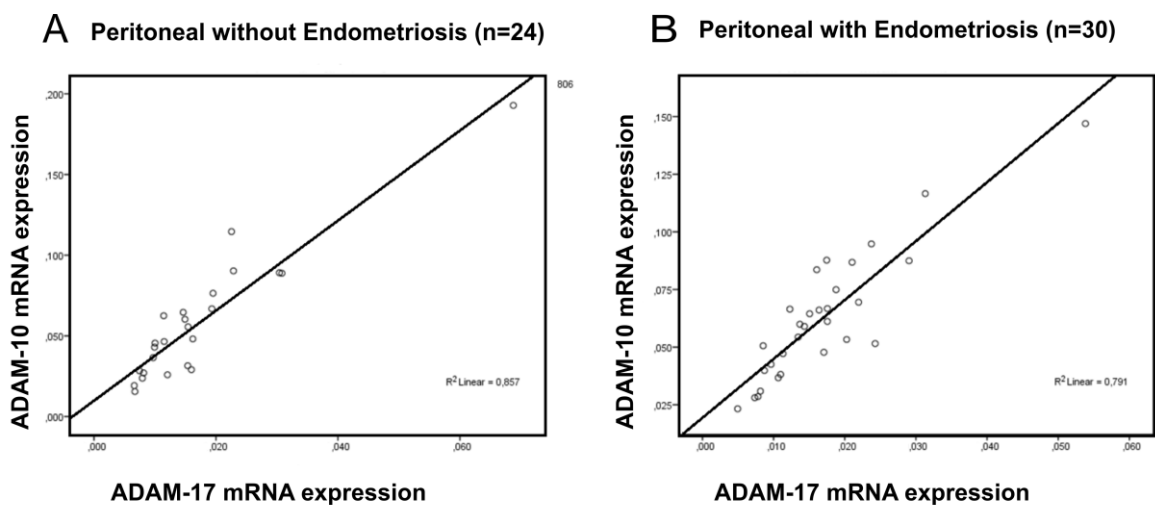 A Peritoneal without Endometriosis (n=24)
806
,200
,150
,100
,050
,000
ADAM-10 mRNA expression
R² Linear = 0,857
,000 ,020 ,040 ,060
ADAM-17 mRNA expression
B Peritoneal with Endometriosis (n=30)
,150
,125
,100
,075
,050
,025
ADAM-10 mRNA expression
R² Linear = 0,791
,000 ,010 ,020 ,030 ,040 ,050 ,060
ADAM-17 mRNA expression